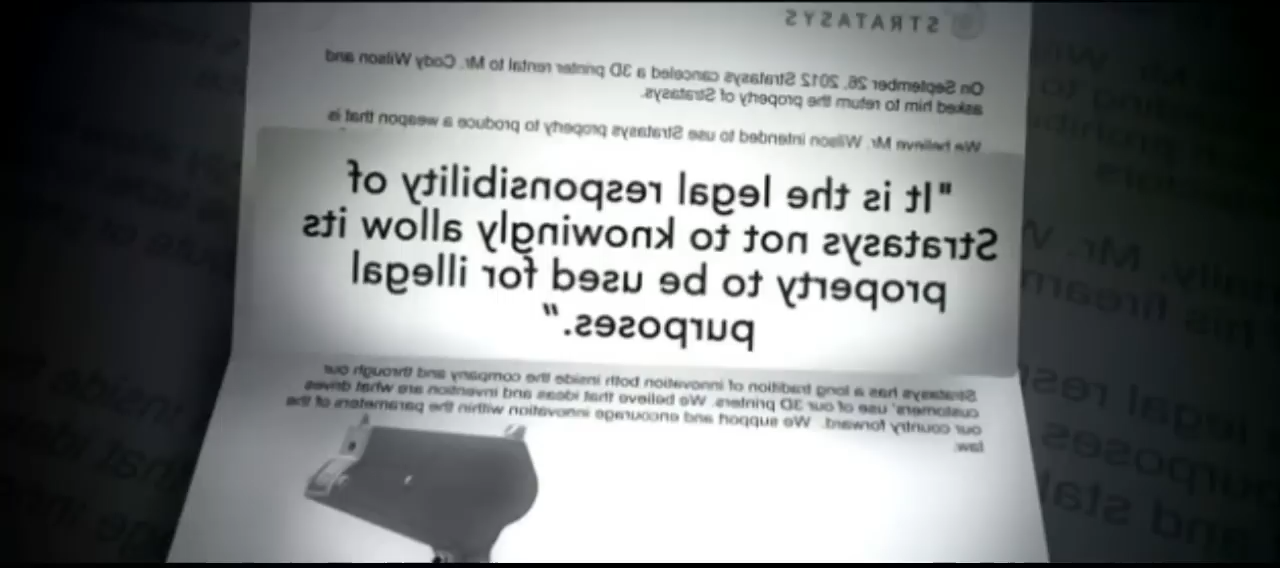 STRATASYS
On September 26, 2012 Stratasys canceled a 3D printer rental to Mr. Cody Wilson and
asked him to return the property of Stratasys.
We believe Mr. Wilson intended to use Stratasys property to produce a weapon that is
"It is the legal responsibility of
Stratasys not to knowingly allow its
property to be used for illegal
purposes."
Stratasys has a long tradition of innovation both inside the company and through our
customers' use of our 3D printers. We believe that ideas and invention are what drives
our country forward. We support and encourage innovation within the parameters of the
law.